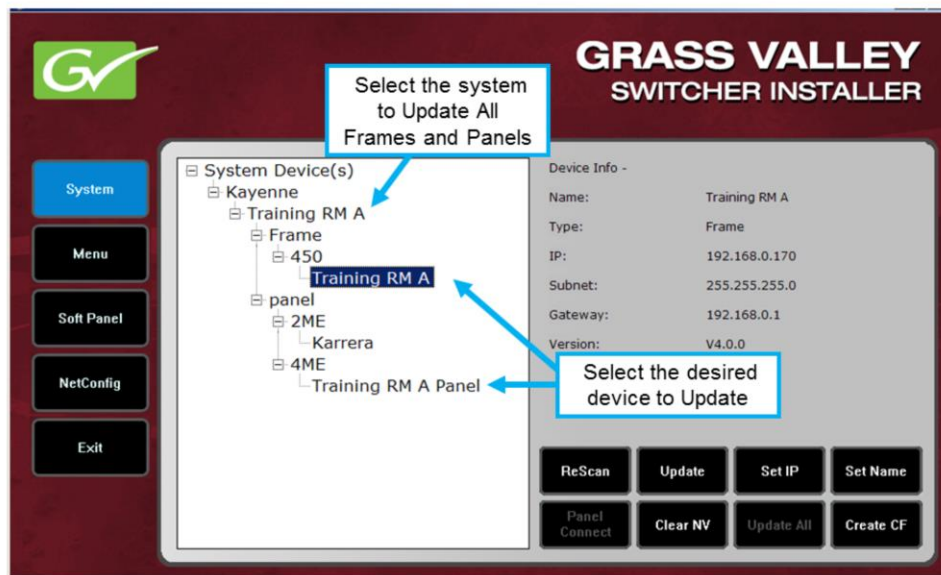 GV
GRASS VALLEY
SWITCHER INSTALLER
Select the system
to Update All
Frames and Panels
System
Menu
Soft Panel
NetConfig
Exit
System Device(s)
Kayenne
Training RM A
Frame
450
Training RM A
panel
2ME
Karrera
4ME
Training RM A Panel
Device Info -
Name: Training RM A
Type: Frame
IP: 192.168.0.170
Subnet: 255.255.255.0
Gateway: 192.168.0.1
Version: V4.0.0
Select the desired
device to Update
ReScan Update Set IP Set Name
Panel Connect Clear NV Update All Create CF